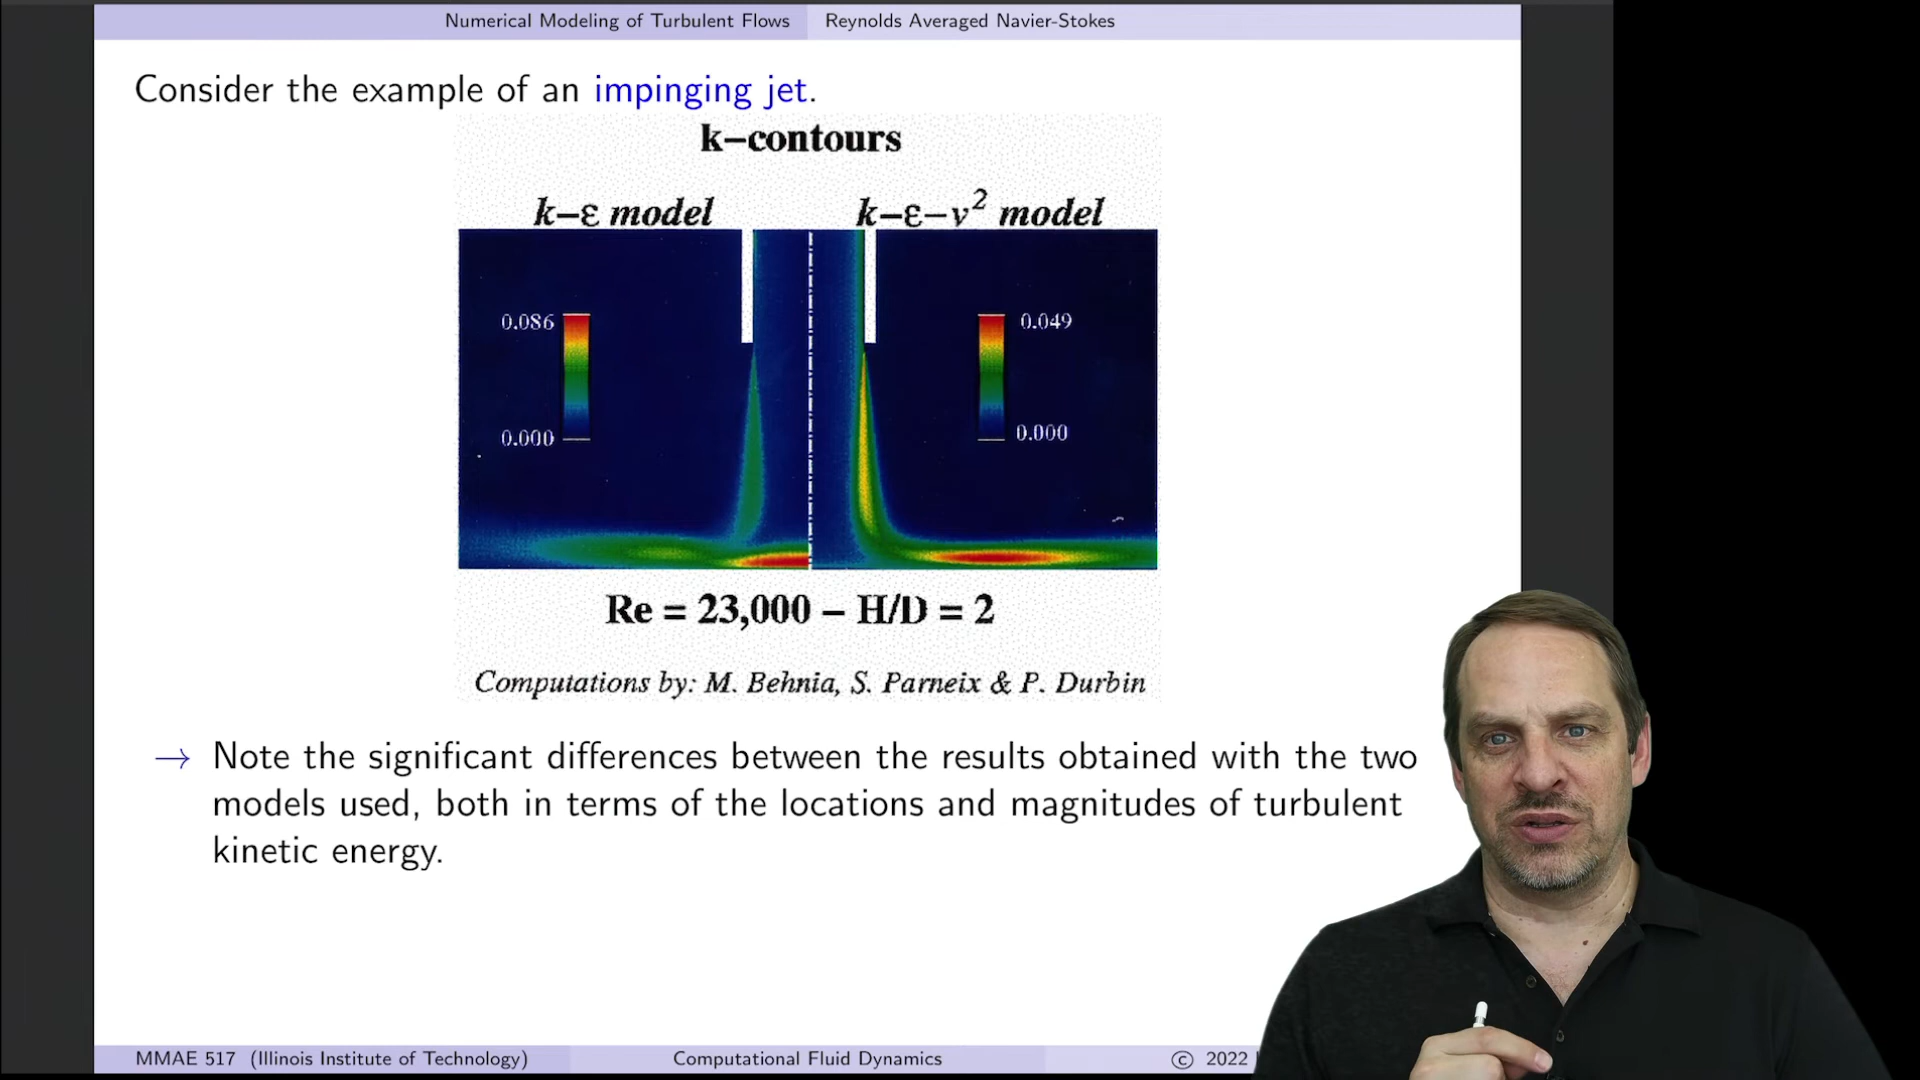 Numerical Modeling of Turbulent Flows Reynolds Averaged Navier-Stokes
Consider the example of an impinging jet.
k–contours
k–ε model k–ε–v² model
0.086 0.049
0.000 0.000
Re = 23,000 – H/D = 2
Computations by: M. Behnia, S. Parneix & P. Durbin
→ Note the significant differences between the results obtained with the two
models used, both in terms of the locations and magnitudes of turbulent
kinetic energy.
MMAE 517 (Illinois Institute of Technology) Computational Fluid Dynamics © 2022